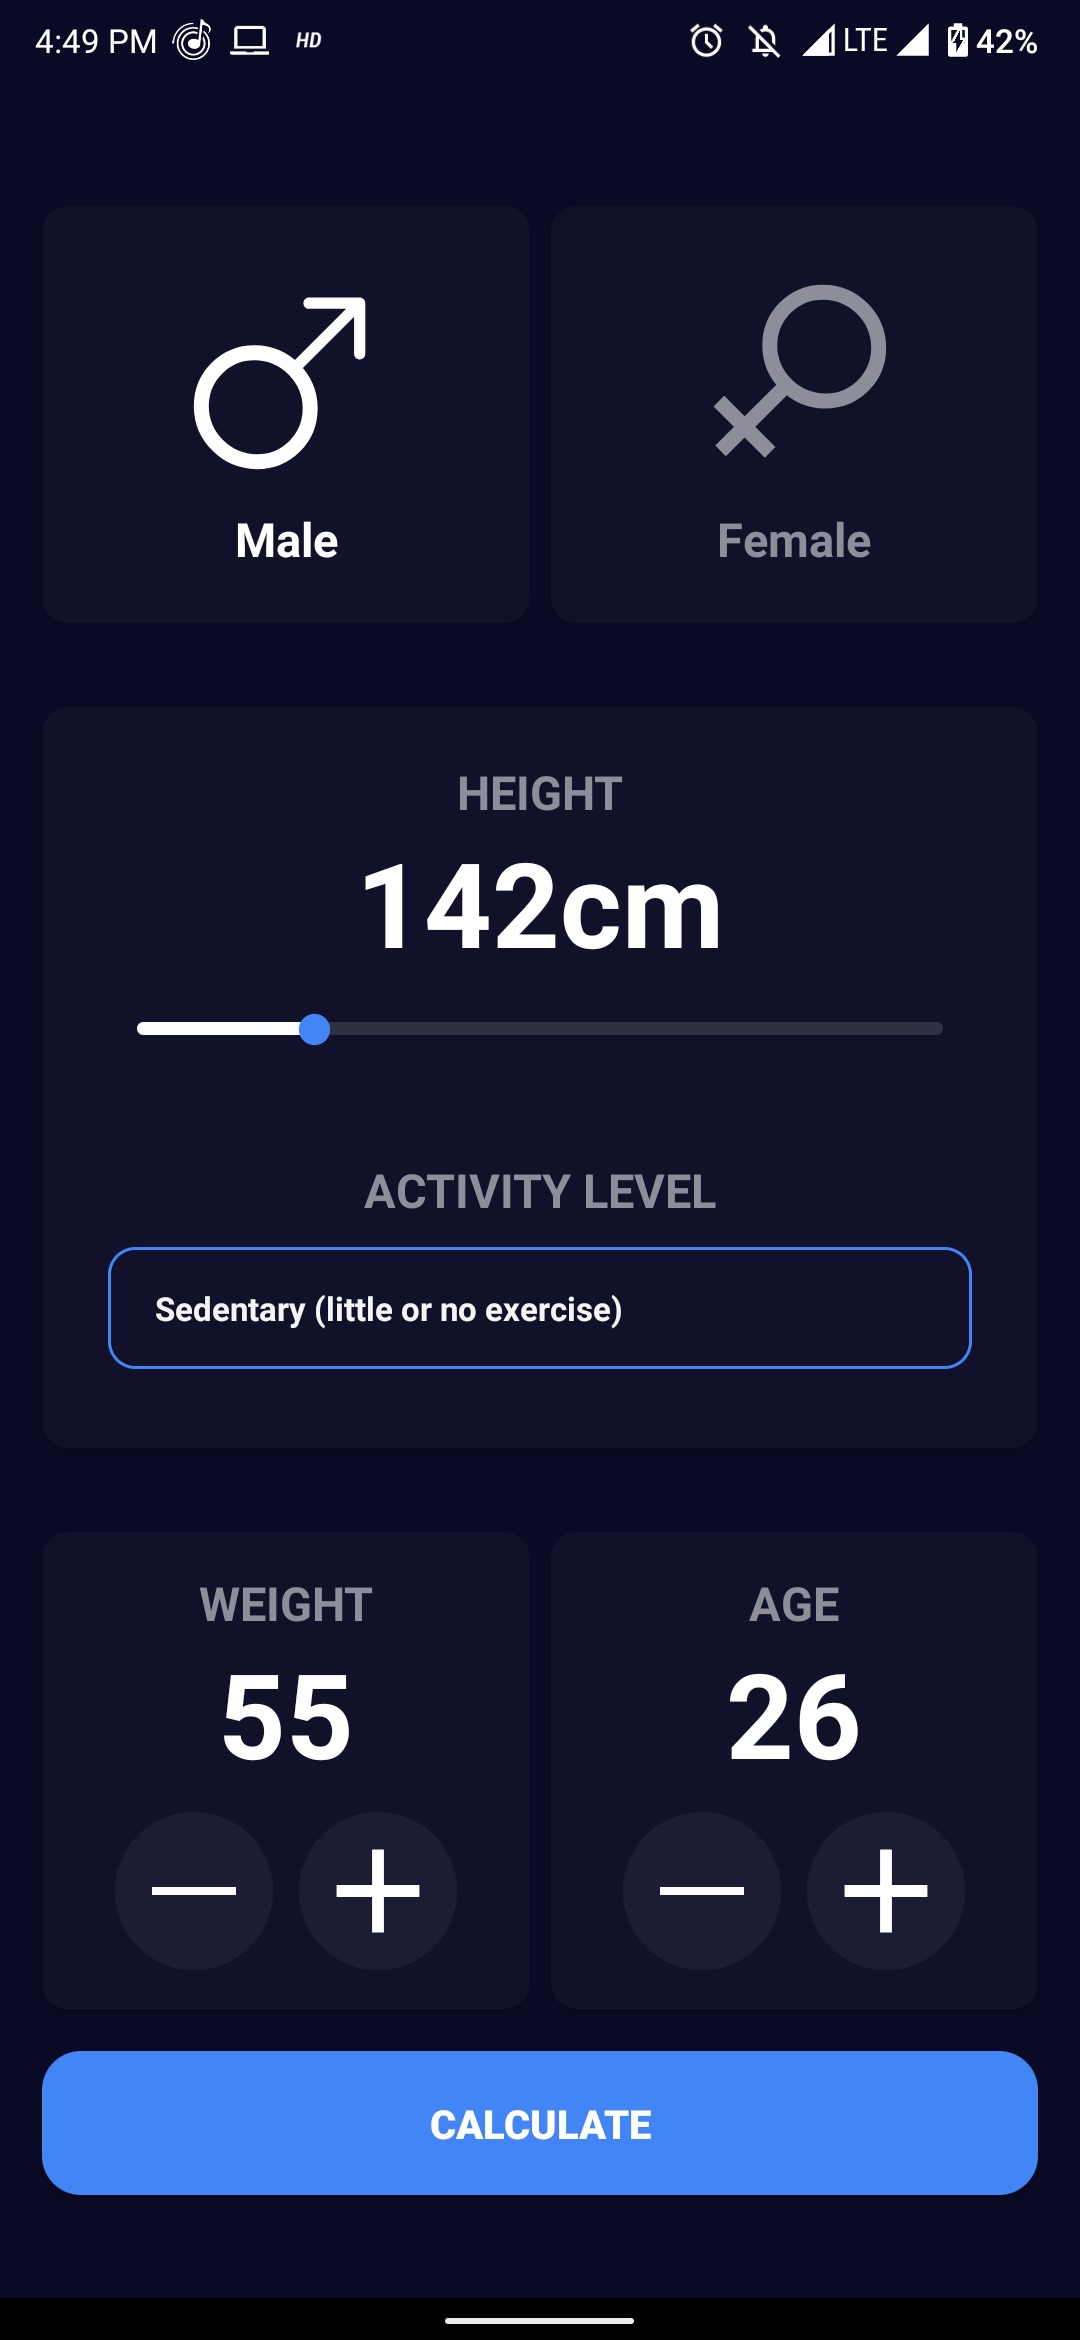 4:49 PM HD LTE 42%
Male Female
HEIGHT
142cm
ACTIVITY LEVEL
Sedentary (little or no exercise)
WEIGHT AGE
55 26
CALCULATE